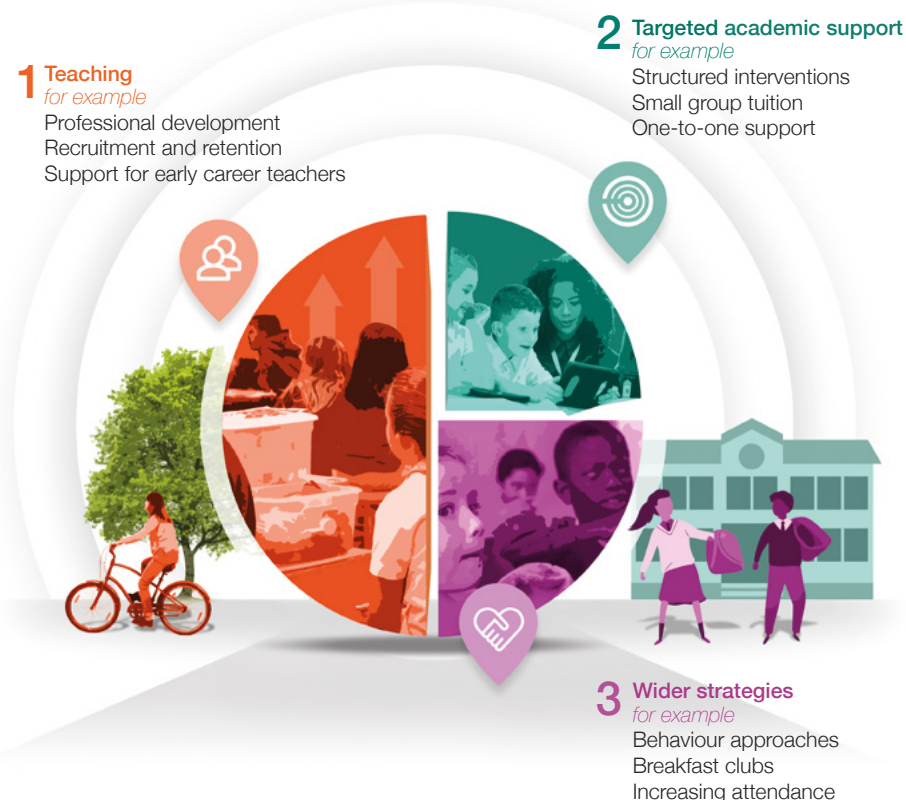 1 Teaching
for example
Professional development
Recruitment and retention
Support for early career teachers
2 Targeted academic support
for example
Structured interventions
Small group tuition
One-to-one support
3 Wider strategies
for example
Behaviour approaches
Breakfast clubs
Increasing attendance